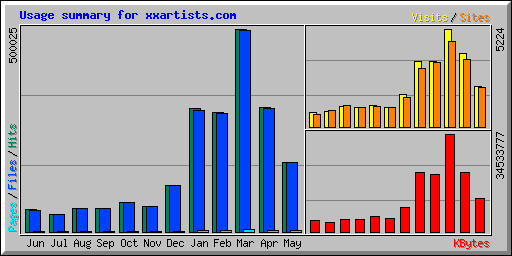 Usage summary for xxartists.com
Visits / Sites
500025
5224
Pages / Files / Hits
34533777
Jun Jul Aug Sep Oct Nov Dec Jan Feb Mar Apr May
KBytes